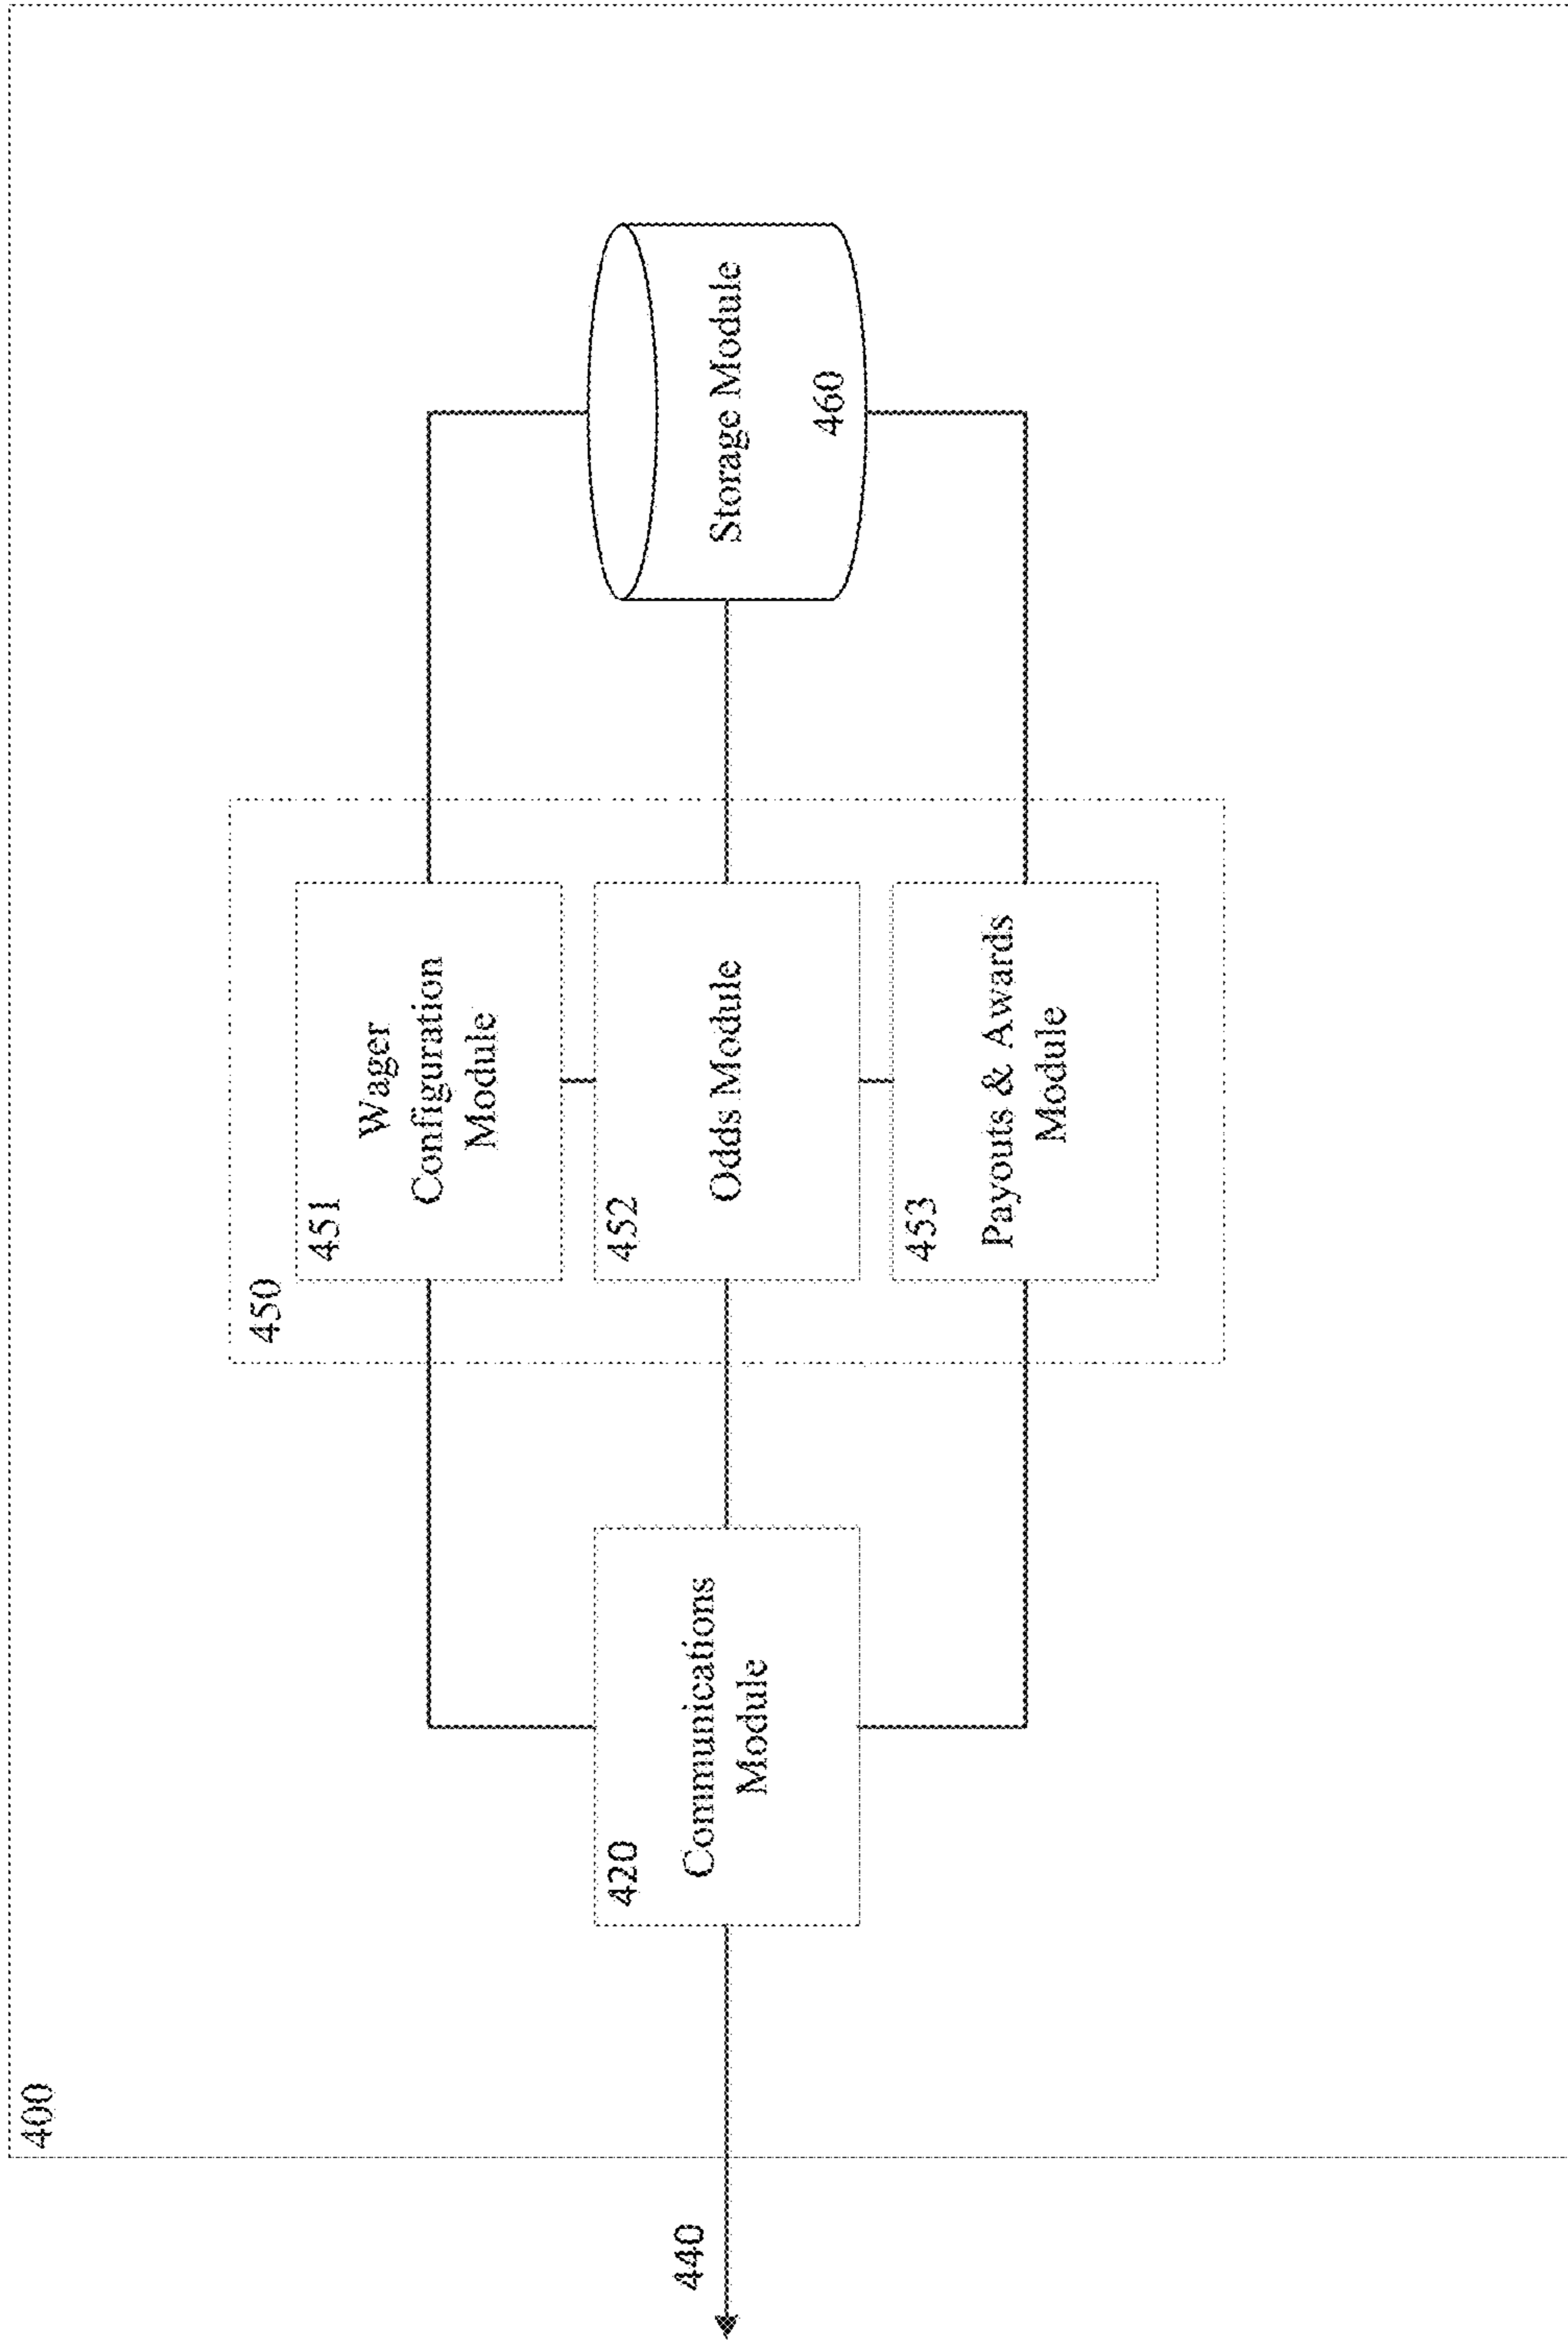 400
440
420
Communications
Module
450
451
Wager
Configuration
Module
452
Odds Module
453
Payouts & Awards
Module
Storage Module
460